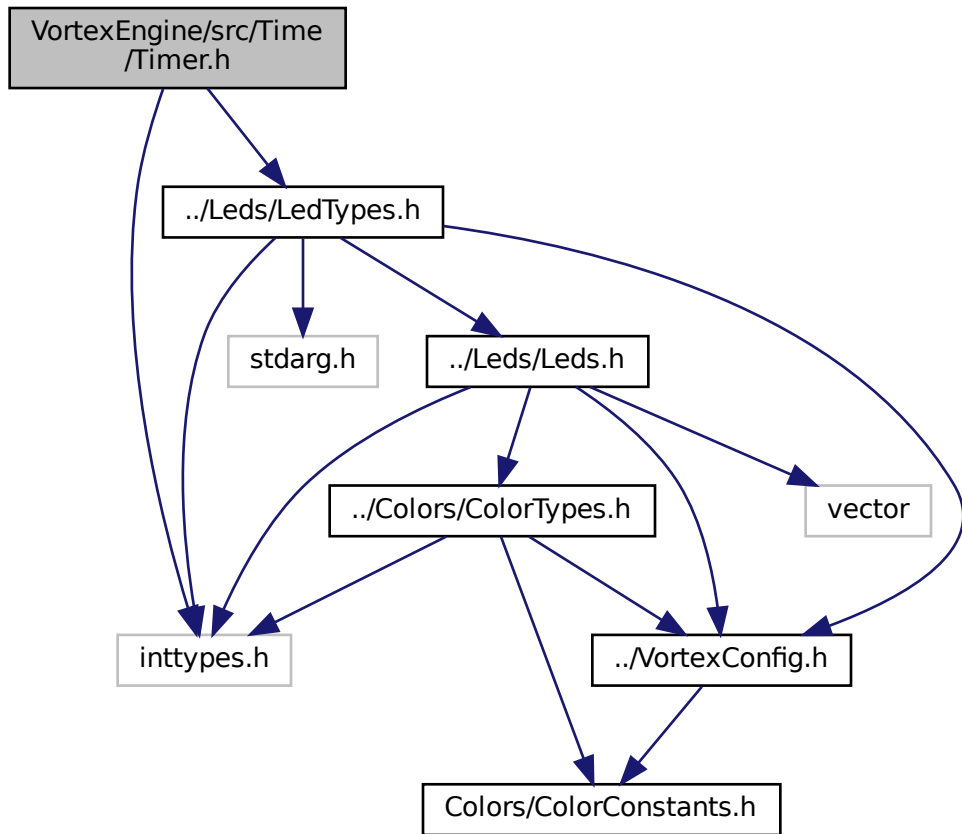 VortexEngine/src/Time
/Timer.h
../Leds/LedTypes.h
stdarg.h
../Leds/Leds.h
../Colors/ColorTypes.h
vector
inttypes.h
../VortexConfig.h
Colors/ColorConstants.h